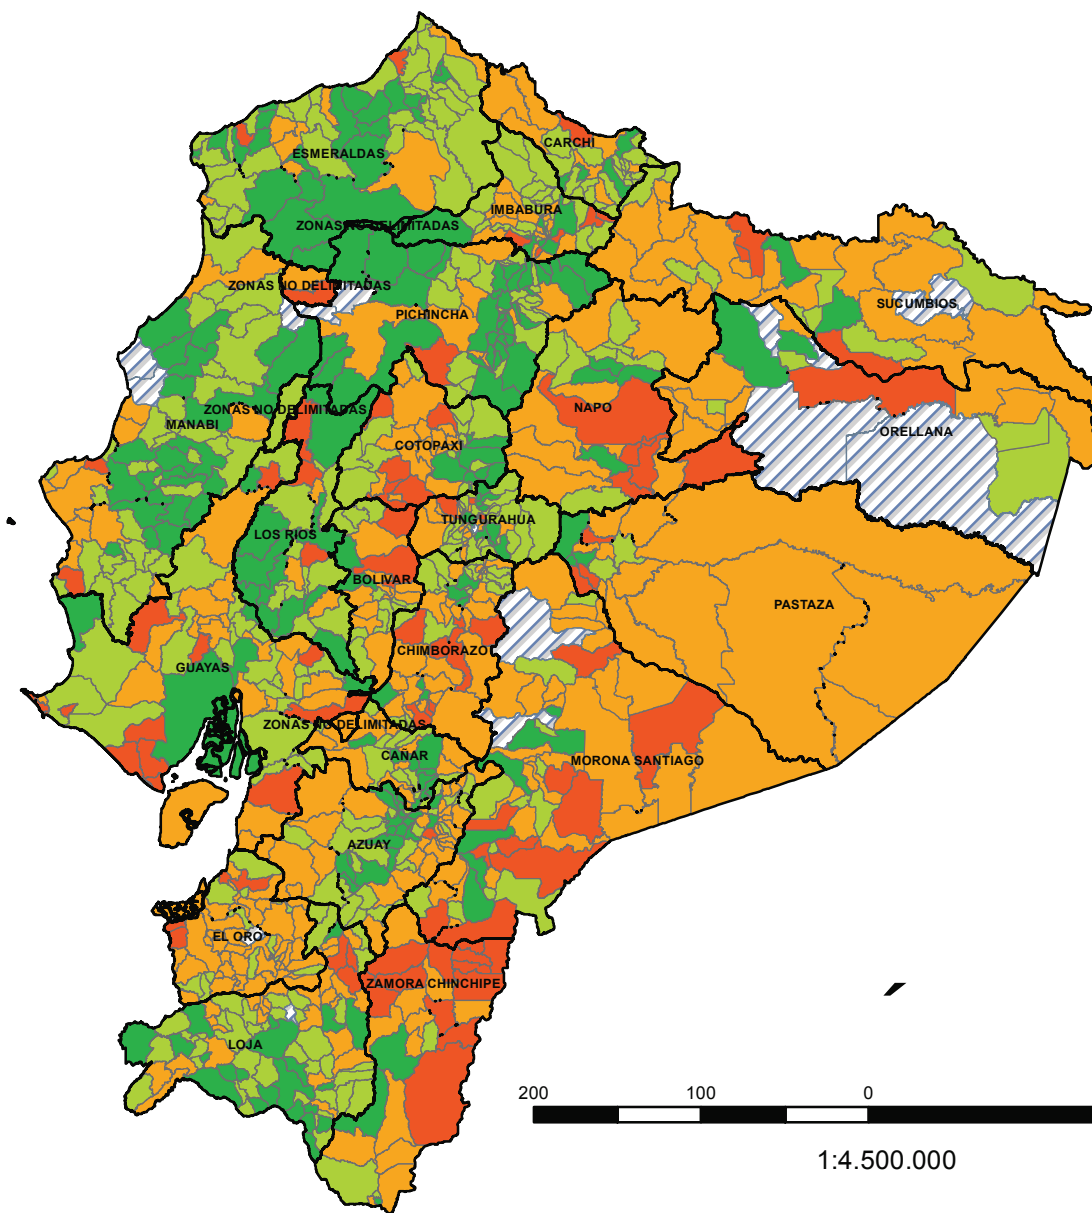 CARCHI
ESMERALDAS
IMBABURA
ZONAS NO DELIMITADAS
ZONAS NO DELIMITADAS
SUCUMBIOS
PICHINCHA
ZONAS NO DELIMITADAS
NAPO
MANABI
ORELLANA
COTOPAXI
TUNGURAHUA
LOS RIOS
BOLIVAR
PASTAZA
CHIMBORAZO
GUAYAS
ZONAS NO DELIMITADAS
CAÑAR
MORONA SANTIAGO
AZUAY
EL ORO
ZAMORA CHINCHIPE
LOJA
200 100 0
1:4.500.000